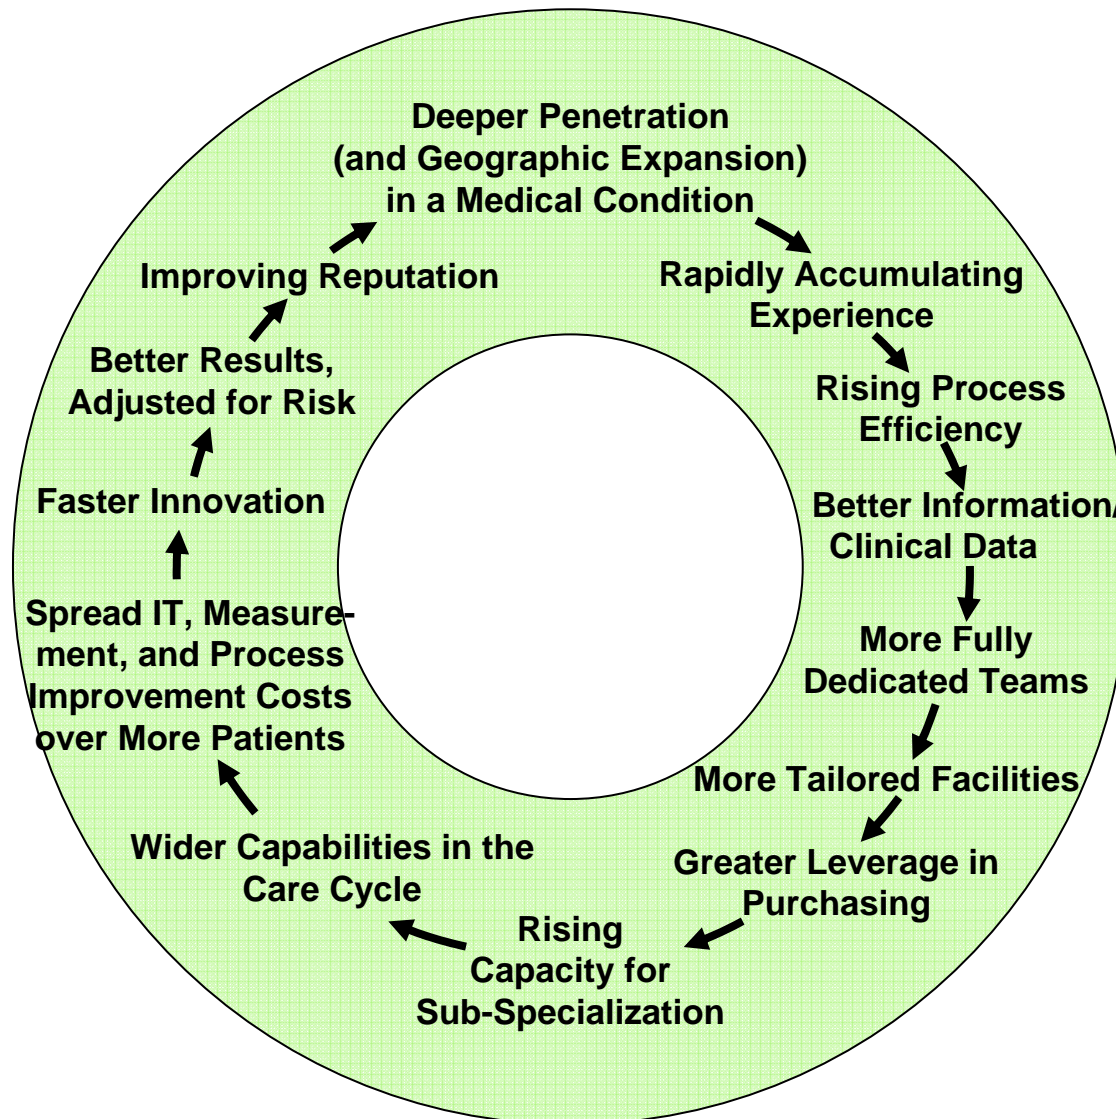 Deeper Penetration
(and Geographic Expansion)
in a Medical Condition
Rapidly Accumulating
Experience
Rising Process
Efficiency
Better Information/
Clinical Data
More Fully
Dedicated Teams
More Tailored Facilities
Greater Leverage in
Purchasing
Rising
Capacity for
Sub-Specialization
Wider Capabilities in the
Care Cycle
Spread IT, Measure-
ment, and Process
Improvement Costs
over More Patients
Faster Innovation
Better Results,
Adjusted for Risk
Improving Reputation